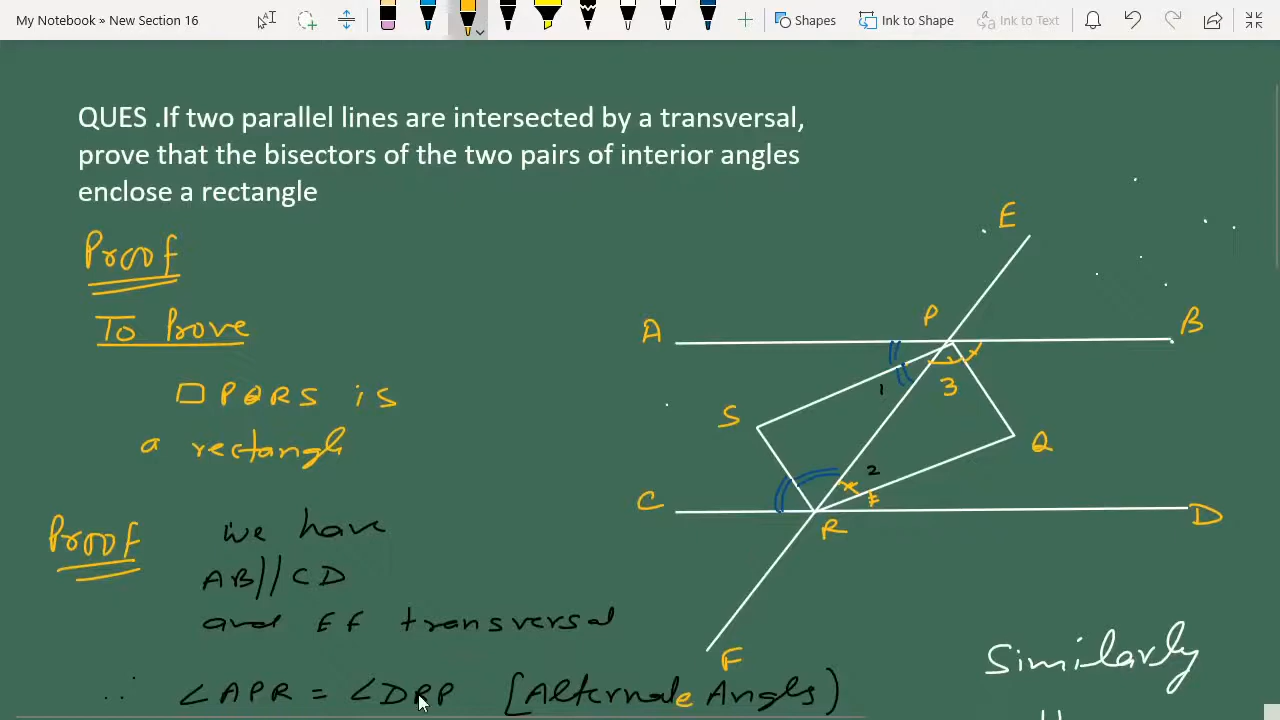 My Notebook » New Section 16
Shapes
Ink to Shape
Ink to Text
QUES .If two parallel lines are intersected by a transversal,
prove that the bisectors of the two pairs of interior angles
enclose a rectangle
Proof
To Prove
□ PQRS is
a rectangle
Proof
we have
AB//CD
and EF transversal
∴ ∠APR = ∠DRP [Alternate Angls)
E
A
P
B
1
3
S
Q
2
C
R
D
F
Similarly